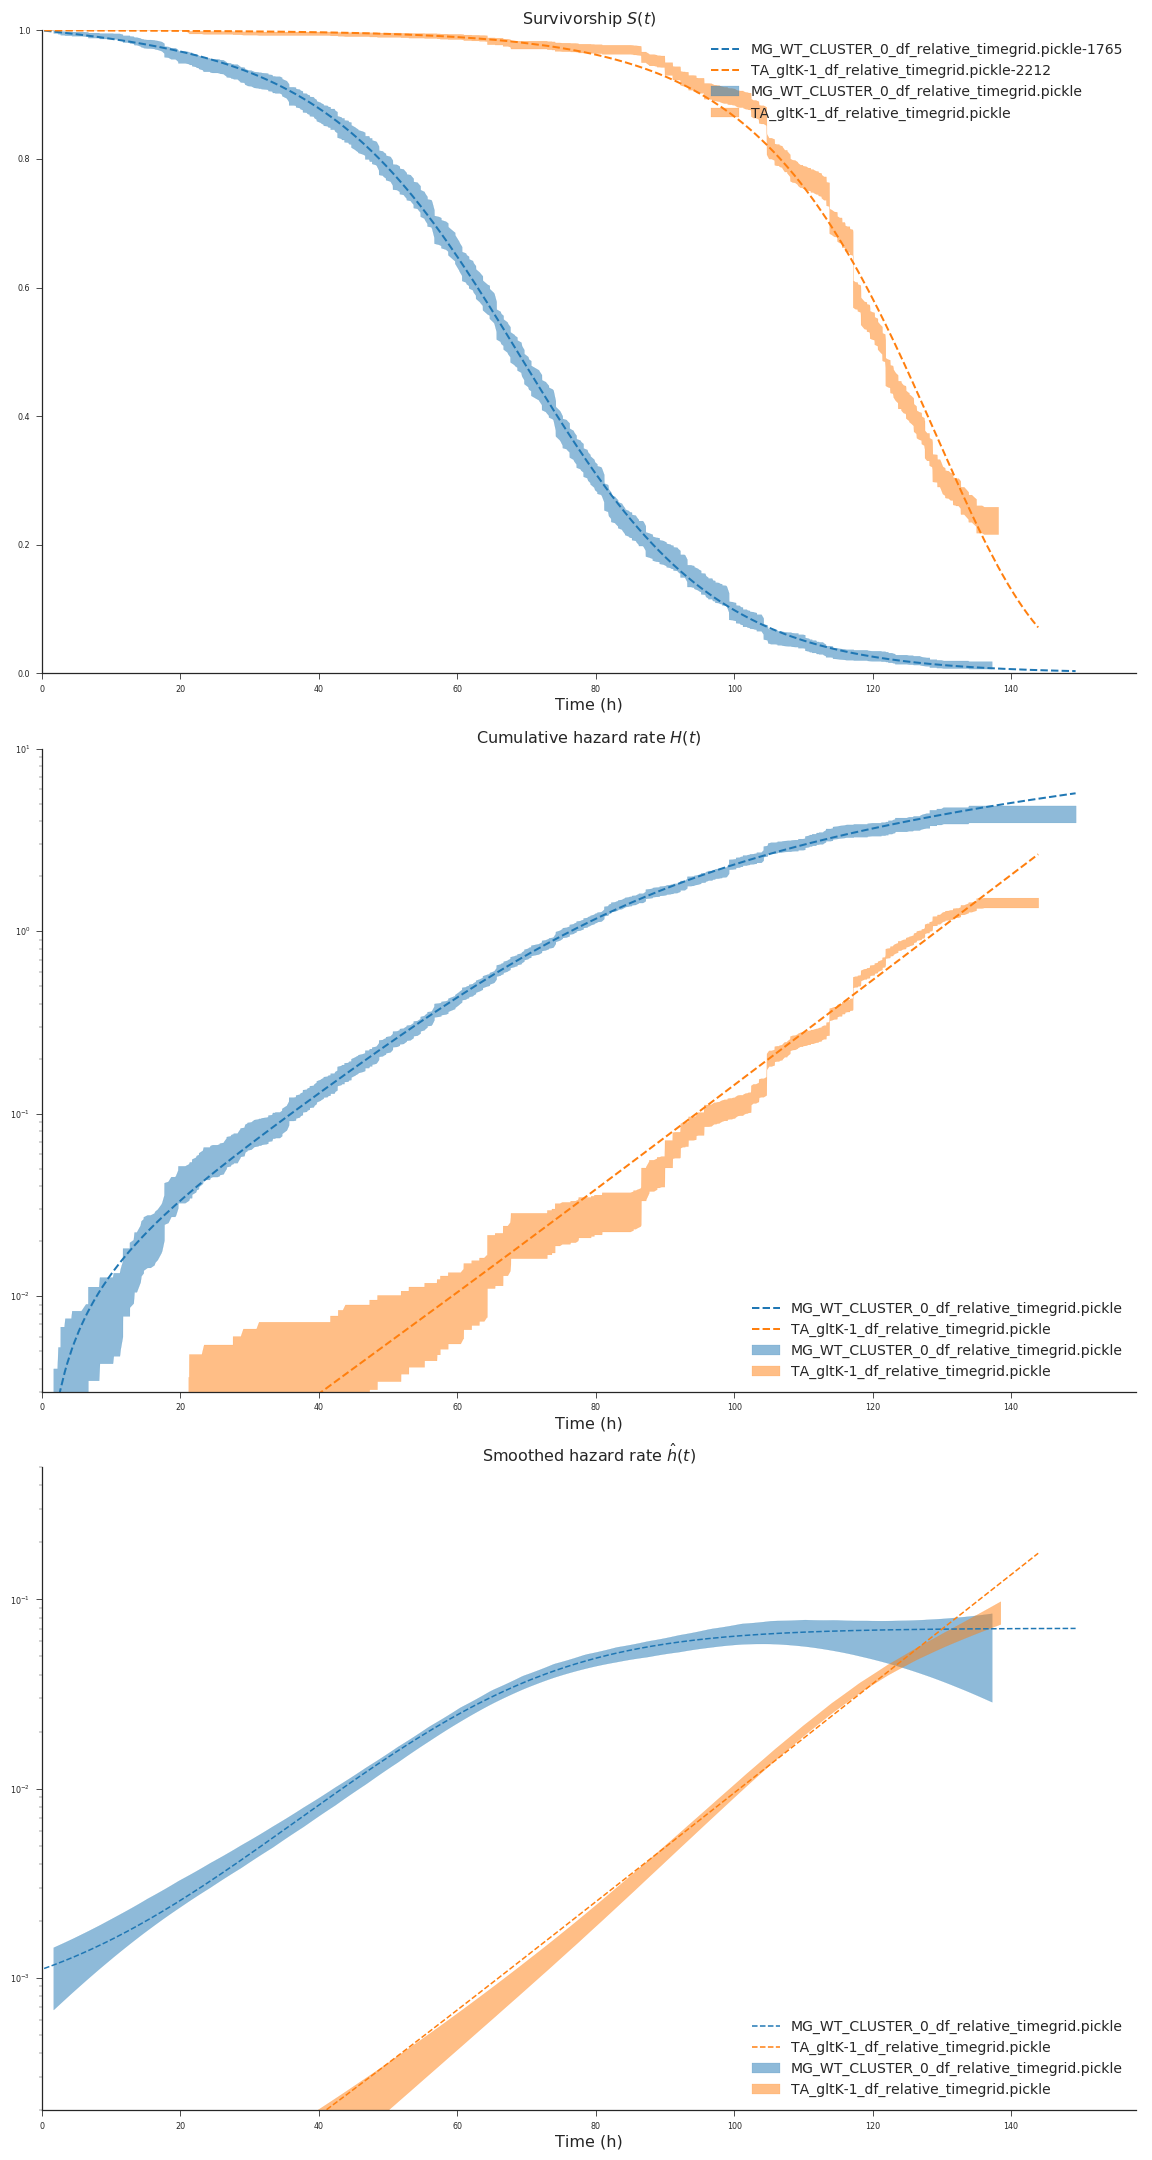 Survivorship S(t)
1.0
0.8
0.6
0.4
0.2
0.0
MG_WT_CLUSTER_0_df_relative_timegrid.pickle-1765
TA_gltK-1_df_relative_timegrid.pickle-2212
MG_WT_CLUSTER_0_df_relative_timegrid.pickle
TA_gltK-1_df_relative_timegrid.pickle
0 20 40 60 80 100 120 140
Time (h)
Cumulative hazard rate H(t)
10¹
10⁰
10⁻¹
10⁻²
MG_WT_CLUSTER_0_df_relative_timegrid.pickle
TA_gltK-1_df_relative_timegrid.pickle
MG_WT_CLUSTER_0_df_relative_timegrid.pickle
TA_gltK-1_df_relative_timegrid.pickle
0 20 40 60 80 100 120 140
Time (h)
Smoothed hazard rate ĥ(t)
10⁻¹
10⁻²
10⁻³
MG_WT_CLUSTER_0_df_relative_timegrid.pickle
TA_gltK-1_df_relative_timegrid.pickle
MG_WT_CLUSTER_0_df_relative_timegrid.pickle
TA_gltK-1_df_relative_timegrid.pickle
0 20 40 60 80 100 120 140
Time (h)